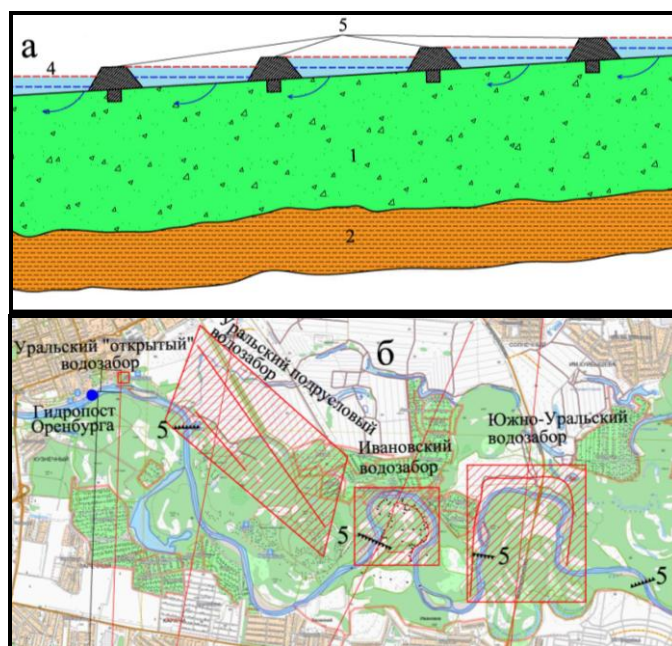 а
5
4
1
2
б
Уральский "открытый"
водозабор
Уральский подрусловый
водозабор
Гидропост
Оренбурга
Ивановский
водозабор
Южно-Уральский
водозабор
5
5
5
5